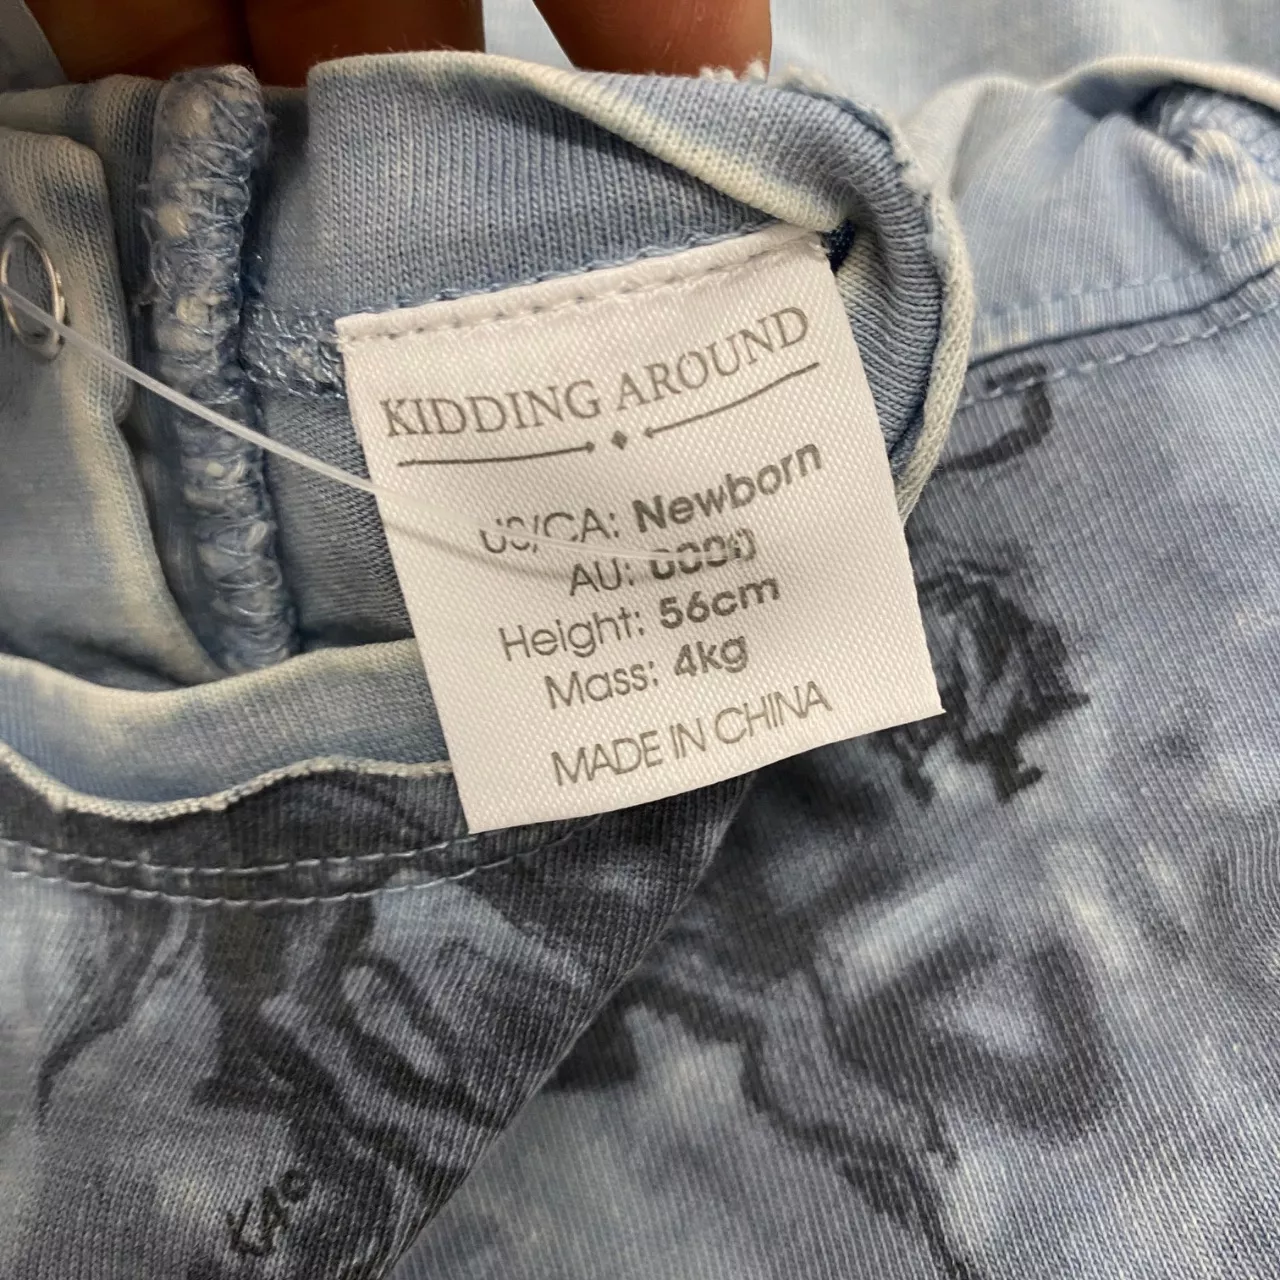 KIDDING AROUND
US/CA: Newborn
AU: 0000
Height: 56cm
Mass: 4kg
MADE IN CHINA